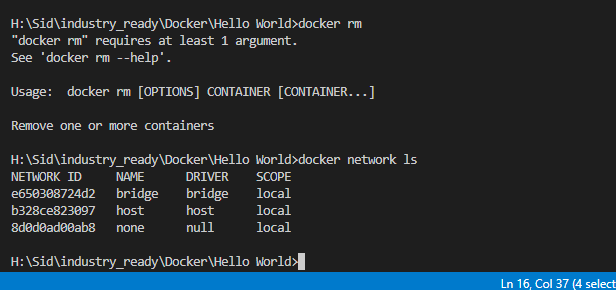 H:\Sid\industry_ready\Docker\Hello World>docker rm
"docker rm" requires at least 1 argument.
See 'docker rm --help'.
Usage:  docker rm [OPTIONS] CONTAINER [CONTAINER...]
Remove one or more containers
H:\Sid\industry_ready\Docker\Hello World>docker network ls
NETWORK ID     NAME      DRIVER    SCOPE
e650308724d2   bridge    bridge    local
b328ce823097   host      host      local
8d0d0ad00ab8   none      null      local
H:\Sid\industry_ready\Docker\Hello World>
Ln 16, Col 37 (4 select